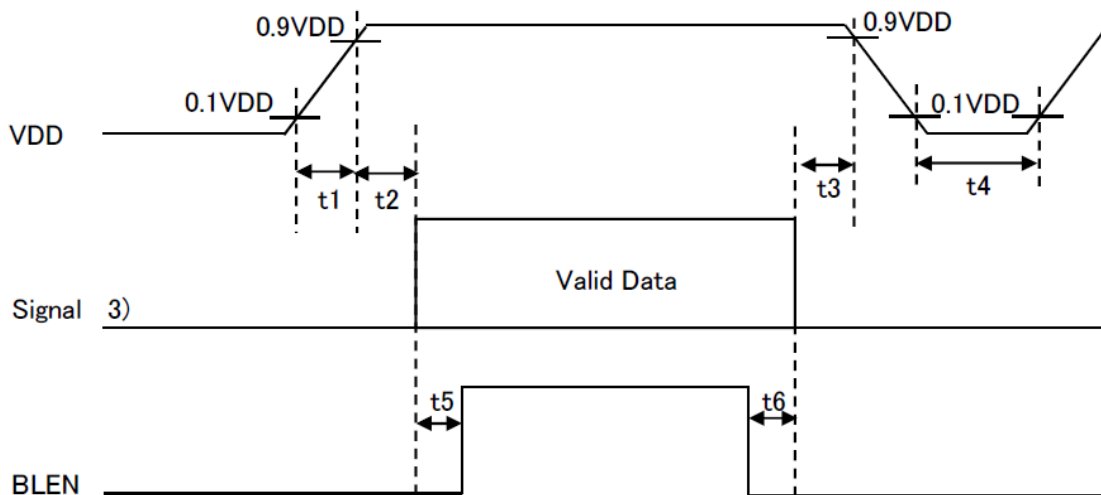 0.9VDD
0.9VDD
0.1VDD
0.1VDD
VDD
t1
t2
t3
t4
Valid Data
Signal 3)
t5
t6
BLEN